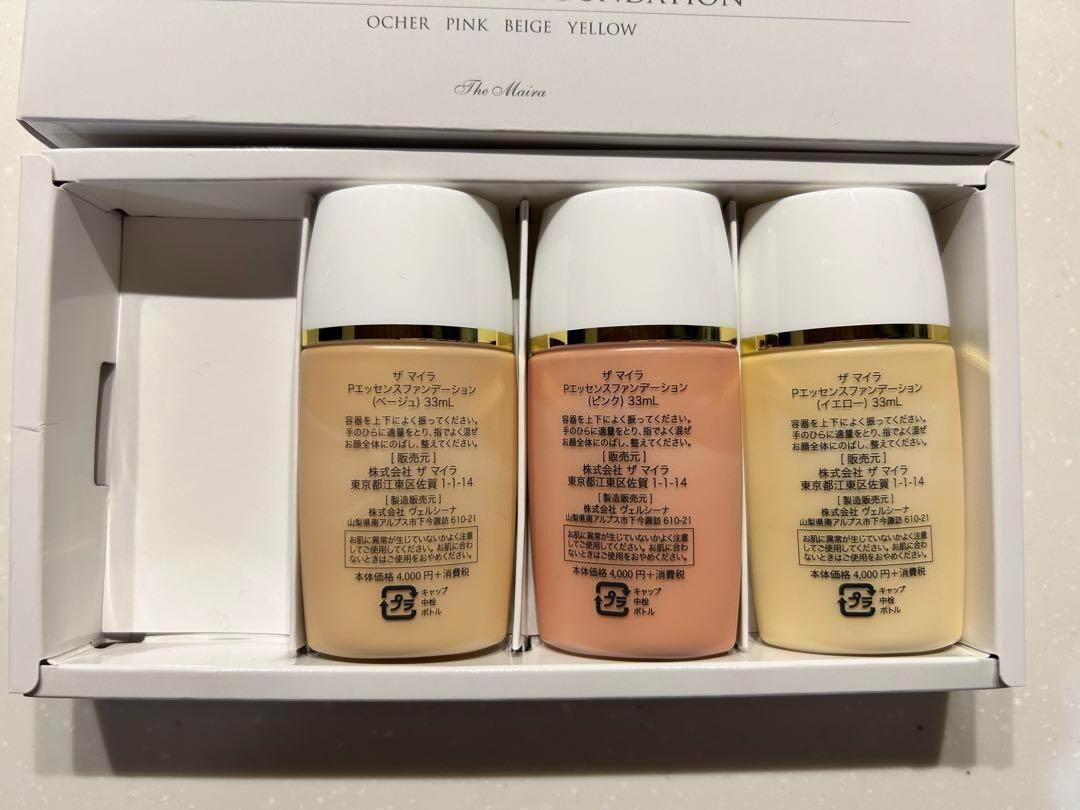 OCHER PINK BEIGE YELLOW
The Maira
ザ マイラ
Pエッセンスファンデーション
(ベージュ) 33mL
容器を上下によく振ってください。
手のひらに適量をとり、指でよく混ぜ
お顔全体にのばし、整えてください。
[ 販売元 ]
株式会社 ザ マイラ
東京都江東区佐賀 1-1-14
[ 製造販売元 ]
株式会社 ヴェルシーナ
山梨県南アルプス市下今諏訪 610-21
お肌に異常が生じていないかよく注意
してご使用してください。お肌に合わ
ないときはご使用をおやめください。
本体価格 4,000 円+消費税
プラ
キャップ
中栓
ボトル
ザ マイラ
Pエッセンスファンデーション
(ピンク) 33mL
容器を上下によく振ってください。
手のひらに適量をとり、指でよく混ぜ
お顔全体にのばし、整えてください。
[ 販売元 ]
株式会社 ザ マイラ
東京都江東区佐賀 1-1-14
[ 製造販売元 ]
株式会社 ヴェルシーナ
山梨県南アルプス市下今諏訪 610-21
お肌に異常が生じていないかよく注意
してご使用してください。お肌に合わ
ないときはご使用をおやめください。
本体価格 4,000 円+消費税
プラ
キャップ
中栓
ボトル
ザ マイラ
Pエッセンスファンデーション
(イエロー) 33mL
容器を上下によく振ってください。
手のひらに適量をとり、指でよく混ぜ
お顔全体にのばし、整えてください。
[ 販売元 ]
株式会社 ザ マイラ
東京都江東区佐賀 1-1-14
[ 製造販売元 ]
株式会社 ヴェルシーナ
山梨県南アルプス市下今諏訪 610-21
お肌に異常が生じていないかよく注意
してご使用してください。お肌に合わ
ないときはご使用をおやめください。
本体価格 4,000 円+消費税
プラ
キャップ
中栓
ボトル